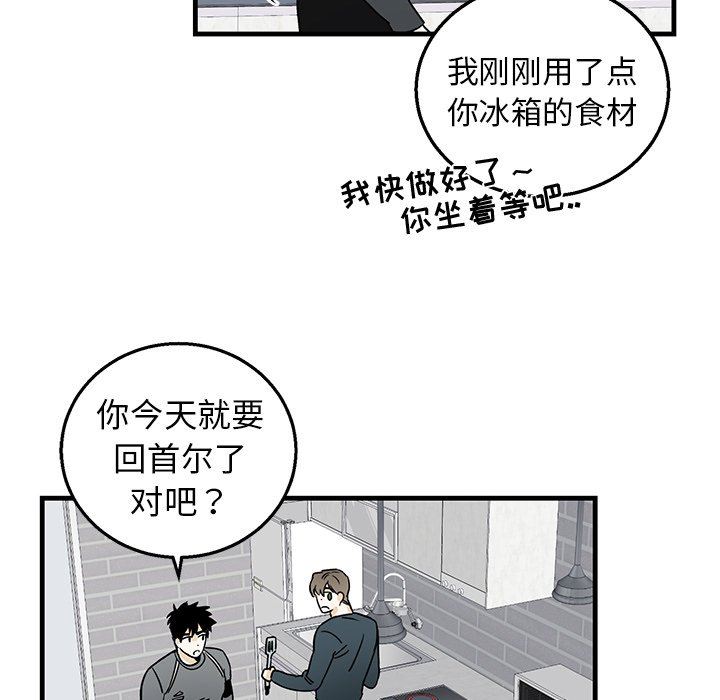 我刚刚用了点
你冰箱的食材
我快做好了~
你坐着等吧..
你今天就要
回首尔了
对吧？